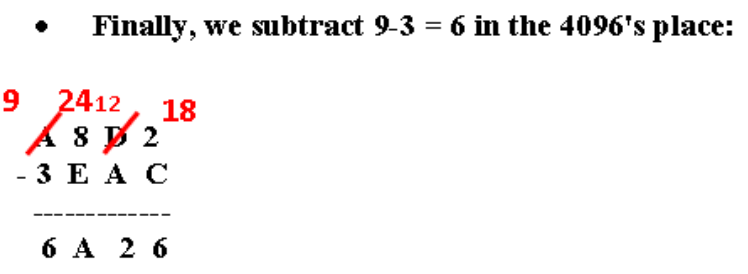 • Finally, we subtract 9-3 = 6 in the 4096's place:
9 24 12 18
A 8 D 2
- 3 E A C
-------------
6 A 2 6